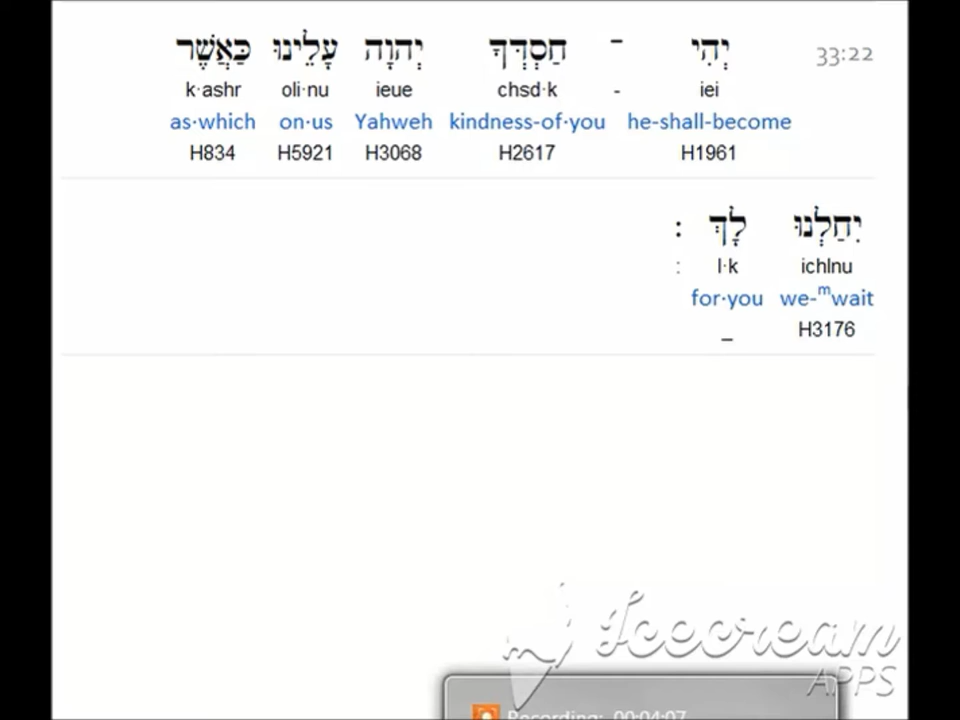 33:22 יְהִי ־ חַסְדְּךָ יְהוָה עָלֵינוּ כַּאֲשֶׁר
k·ashr oli·nu ieue chsd·k - iei
as·which on·us Yahweh kindness-of·you he-shall-become
H834 H5921 H3068 H2617 H1961
יִחַלְנוּ לָךְ :
: l·k ichlnu
for·you we-ᵐwait
_ H3176
Icecream
APPS
Recording: 00:04:07